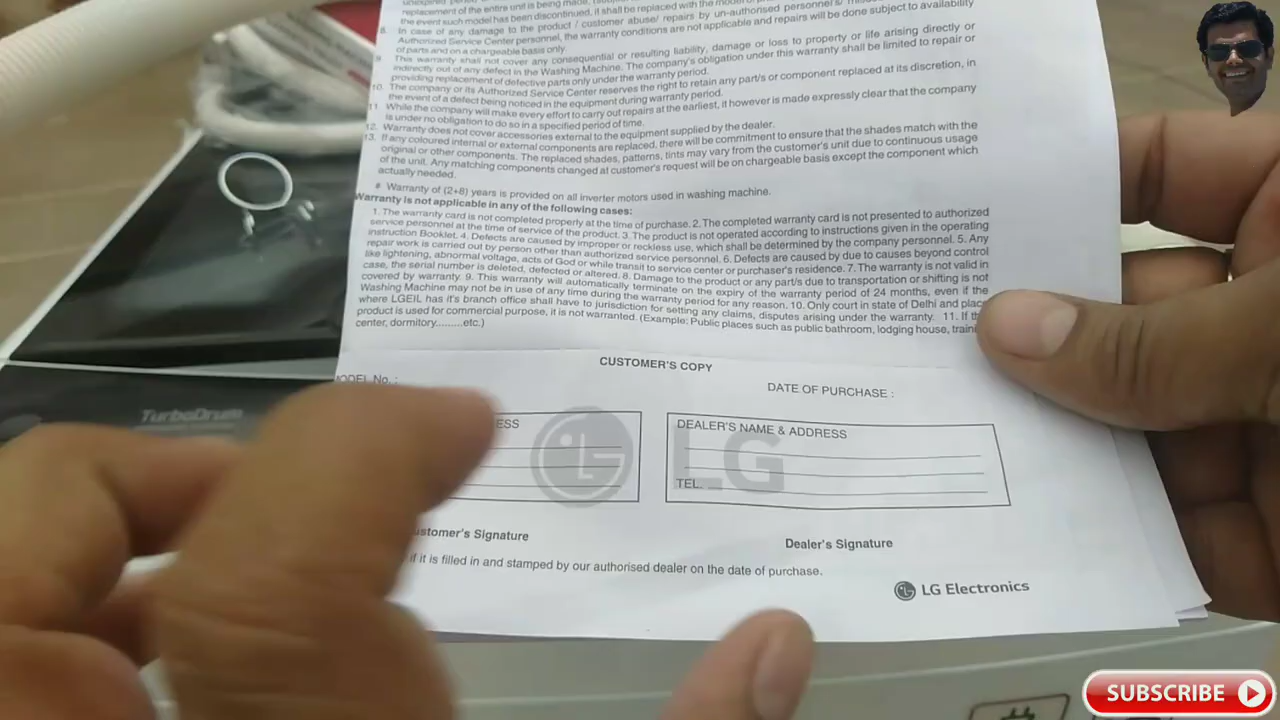 replacement of the entire unit is being made,
the event such model has been discontinued, it shall be replaced with the model of
8. In case of any damage to the product / customer abuse/ repairs by un-authorised personnels/
Authorized Service Center personnel, the warranty conditions are not applicable and repairs will be done subject to availability
of parts and on a chargeable basis only.
9. This warranty shall not cover any consequential or resulting liability, damage or loss to property or life arising directly or
indirectly out of any defect in the Washing Machine. The company's obligation under this warranty shall be limited to repair or
providing replacement of defective parts only under the warranty period.
10. The company or its Authorized Service Center reserves the right to retain any part/s or component replaced at its discretion, in
the event of a defect being noticed in the equipment during warranty period.
11. While the company will make every effort to carry out repairs at the earliest, it however is made expressly clear that the company
is under no obligation to do so in a specified period of time.
12. Warranty does not cover accessories external to the equipment supplied by the dealer.
13. If any coloured internal or external components are replaced, there will be commitment to ensure that the shades match with the
original or other components. The replaced shades, patterns, tints may vary from the customer's unit due to continuous usage
of the unit. Any matching components changed at customer's request will be on chargeable basis except the component which
actually needed.
# Warranty of (2+8) years is provided on all Inverter motors used in washing machine.
Warranty is not applicable in any of the following cases:
1. The warranty card is not completed properly at the time of purchase. 2. The completed warranty card is not presented to authorized
service personnel at the time of service of the product. 3. The product is not operated according to instructions given in the operating
instruction Booklet. 4. Defects are caused by improper or reckless use, which shall be determined by the company personnel. 5. Any
repair work is carried out by person other than authorized service personnel. 6. Defects are caused by due to causes beyond control
like lightening, abnormal voltage, acts of God or while transit to service center or purchaser's residence. 7. The warranty is not valid in
case, the serial number is deleted, defected or altered. 8. Damage to the product or any part/s due to transportation or shifting is not
covered by warranty. 9. This warranty will automatically terminate on the expiry of the warranty period of 24 months, even if the
Washing Machine may not be in use of any time during the warranty period for any reason. 10. Only court in state of Delhi and place
where LGEIL has it's branch office shall have to jurisdiction for setting any claims, disputes arising under the warranty. 11. If the
product is used for commercial purpose, it is not warranted. (Example: Public places such as public bathroom, lodging house, training
center, dormitory.........etc.)
CUSTOMER'S COPY
MODEL No. :
DATE OF PURCHASE :
DEALER'S NAME & ADDRESS
LG
TEL.
Customer's Signature
Dealer's Signature
if it is filled in and stamped by our authorised dealer on the date of purchase.
LG Electronics
TurboDrum
SUBSCRIBE